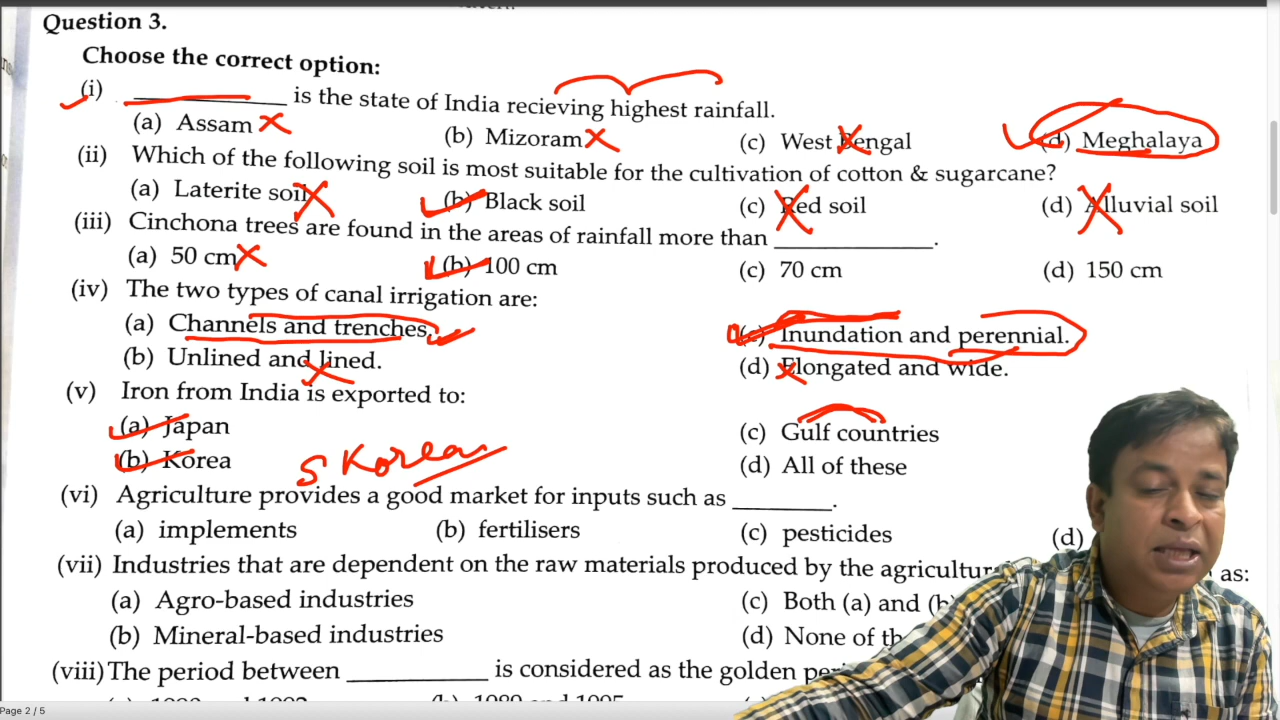 Question 3.
Choose the correct option:
(i) ____________ is the state of India recieving highest rainfall.
(a) Assam (b) Mizoram (c) West Bengal (d) Meghalaya
(ii) Which of the following soil is most suitable for the cultivation of cotton & sugarcane?
(a) Laterite soil (b) Black soil (c) Red soil (d) Alluvial soil
(iii) Cinchona trees are found in the areas of rainfall more than ____________.
(a) 50 cm (b) 100 cm (c) 70 cm (d) 150 cm
(iv) The two types of canal irrigation are:
(a) Channels and trenches. (c) Inundation and perennial.
(b) Unlined and lined. (d) Elongated and wide.
(v) Iron from India is exported to:
(a) Japan (c) Gulf countries
(b) Korea S Korea (d) All of these
(vi) Agriculture provides a good market for inputs such as ________.
(a) implements (b) fertilisers (c) pesticides (d)
(vii) Industries that are dependent on the raw materials produced by the as:
(a) Agro-based industries (c) Both (a) and
(b) Mineral-based industries (d) None of
(viii) The period between ___________ is considered as the golden
Page 2 / 5